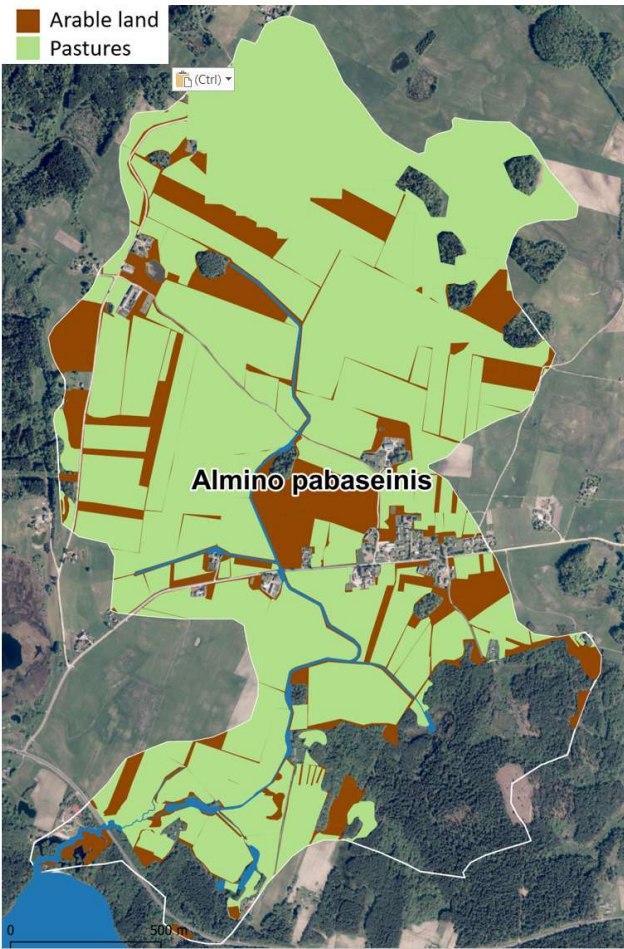 Arable land
Pastures
(Ctrl)
Almino pabaseinis
0 500 m